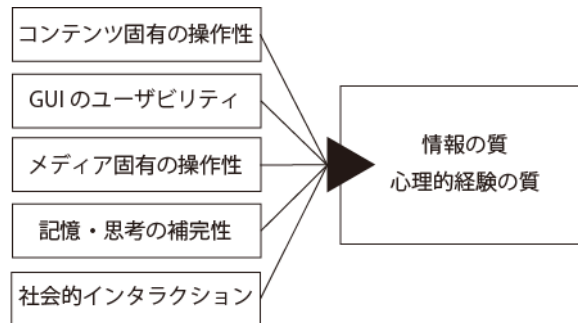 コンテンツ固有の操作性
GUI のユーザビリティ
メディア固有の操作性
記憶・思考の補完性
社会的インタラクション
情報の質
心理的経験の質